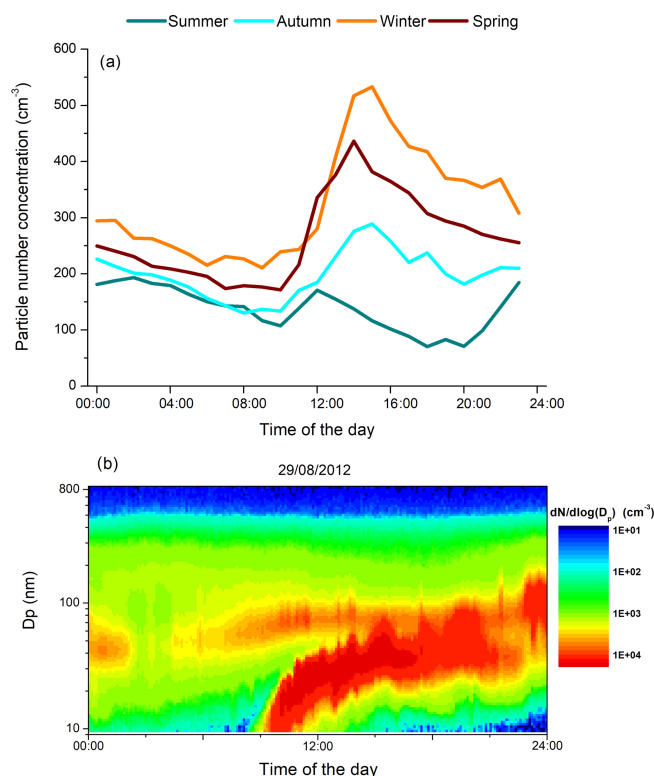 Summer Autumn Winter Spring
(a)
Particle number concentration (cm-3)
600
500
400
300
200
100
0
00:00 04:00 08:00 12:00 16:00 20:00 24:00
Time of the day
(b)
29/08/2012
dN/dlog(Dp) (cm-3)
Dp (nm)
800
100
10
1E+01
1E+02
1E+03
1E+04
00:00 12:00 24:00
Time of the day